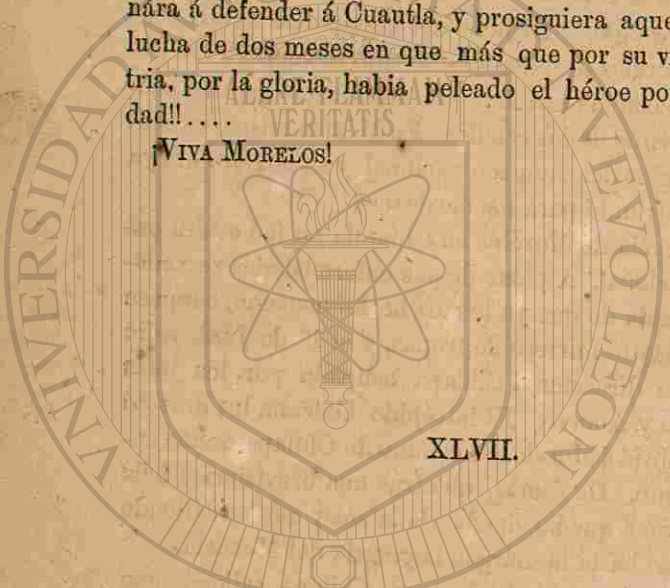 nára á defender á Cuautla, y prosiguiera aque
lucha de dos meses en que más que por su v
tria, por la gloria, habia peleado el héroe po
dad!!....
¡VIVA MORELOS!
ALERE FLAMMAM
VERITATIS
UNIVERSIDAD
NUEVO LEON
XLVII.